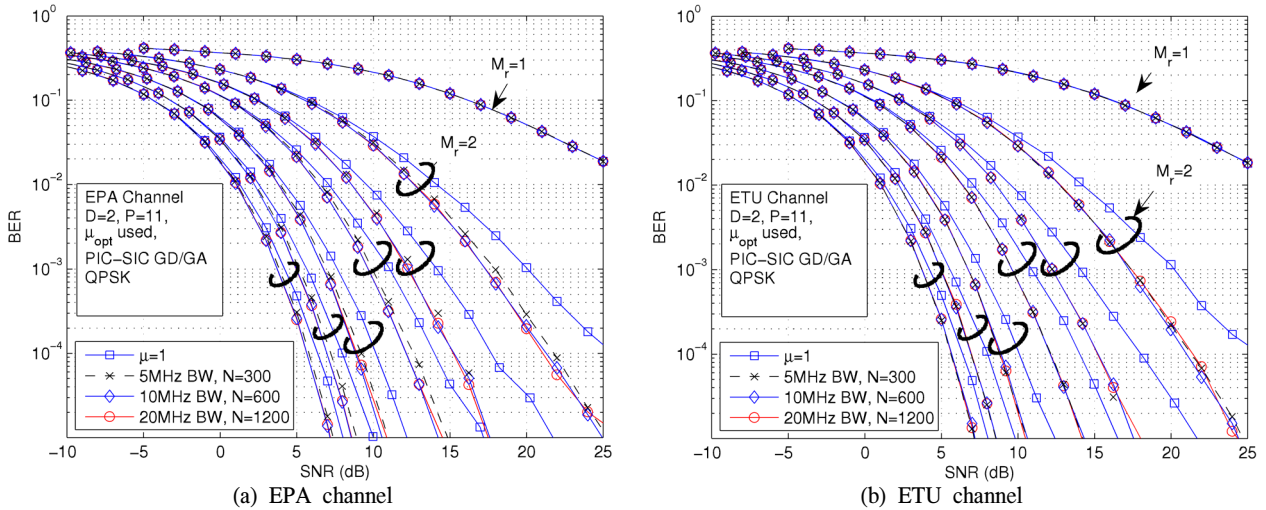 10^0
10^-1
10^-2
10^-3
10^-4
BER
M_r=1
M_r=2
EPA Channel
D=2, P=11,
μ_opt used,
PIC-SIC GD/GA
QPSK
μ=1
5MHz BW, N=300
10MHz BW, N=600
20MHz BW, N=1200
-10 -5 0 5 10 15 20 25
SNR (dB)
(a) EPA channel
10^0
10^-1
10^-2
10^-3
10^-4
BER
M_r=1
M_r=2
ETU Channel
D=2, P=11,
μ_opt used,
PIC-SIC GD/GA
QPSK
μ=1
5MHz BW, N=300
10MHz BW, N=600
20MHz BW, N=1200
-10 -5 0 5 10 15 20 25
SNR (dB)
(b) ETU channel